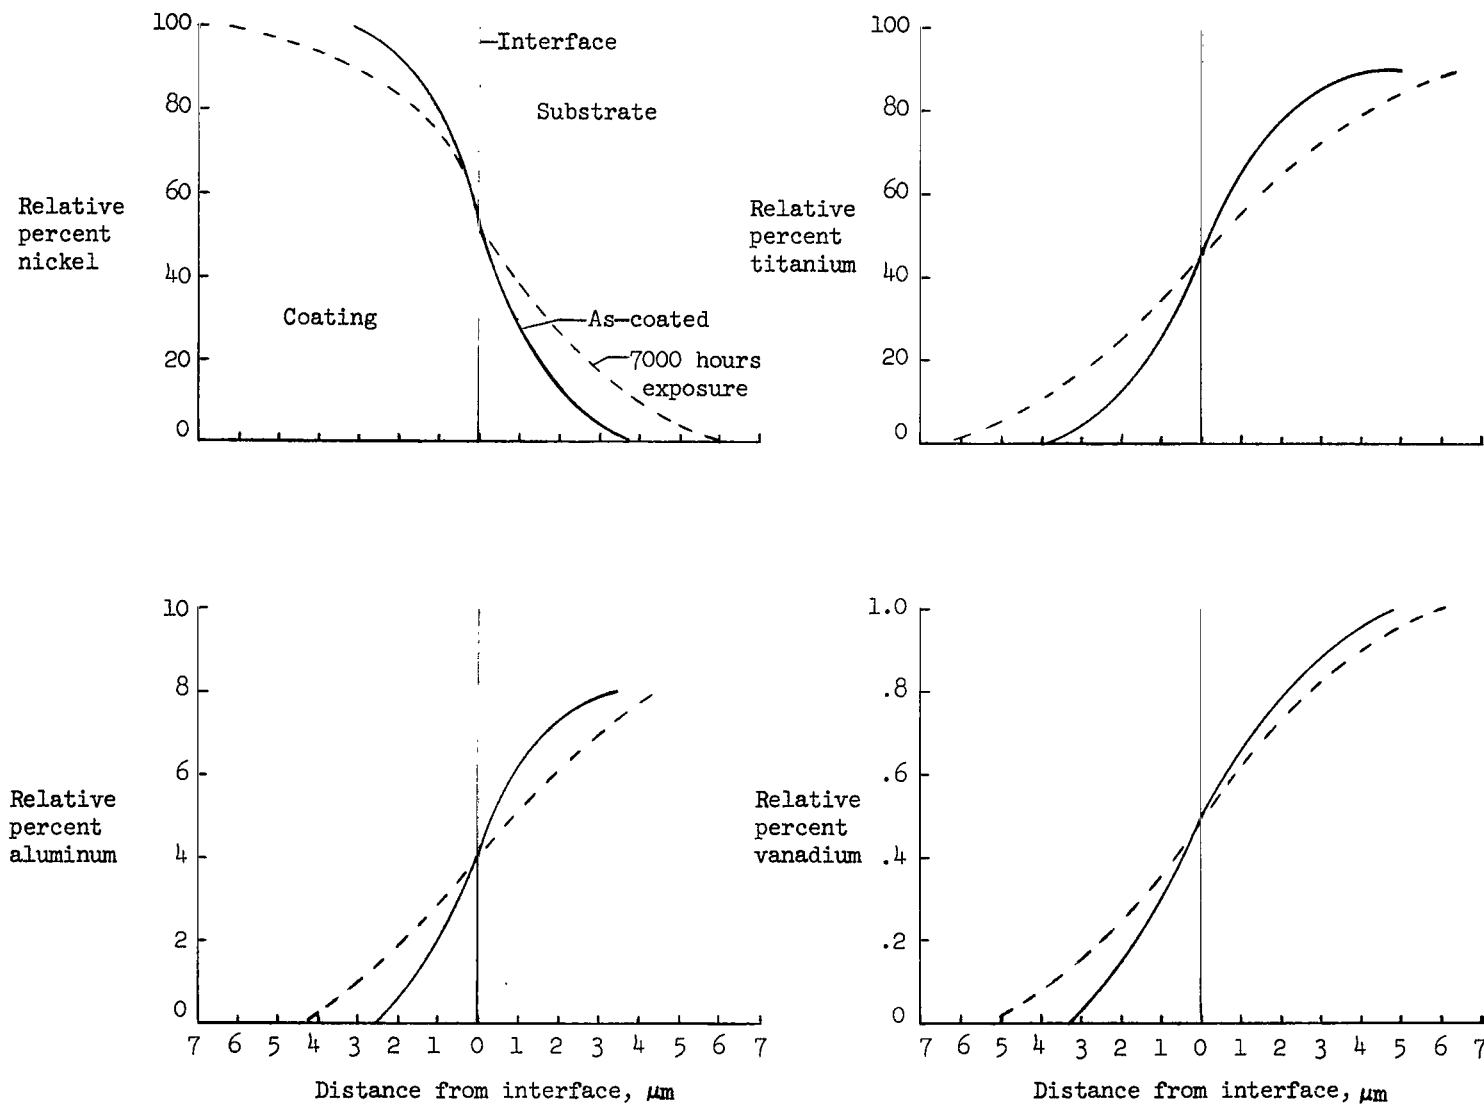 100
80
60
40
20
0
Relative
percent
nickel
Interface
Substrate
Coating
As-coated
7000 hours
exposure
100
80
60
40
20
0
Relative
percent
titanium
10
8
6
4
2
0
Relative
percent
aluminum
7 6 5 4 3 2 1 0 1 2 3 4 5 6 7
Distance from interface, μm
1.0
.8
.6
.4
.2
0
Relative
percent
vanadium
7 6 5 4 3 2 1 0 1 2 3 4 5 6 7
Distance from interface, μm